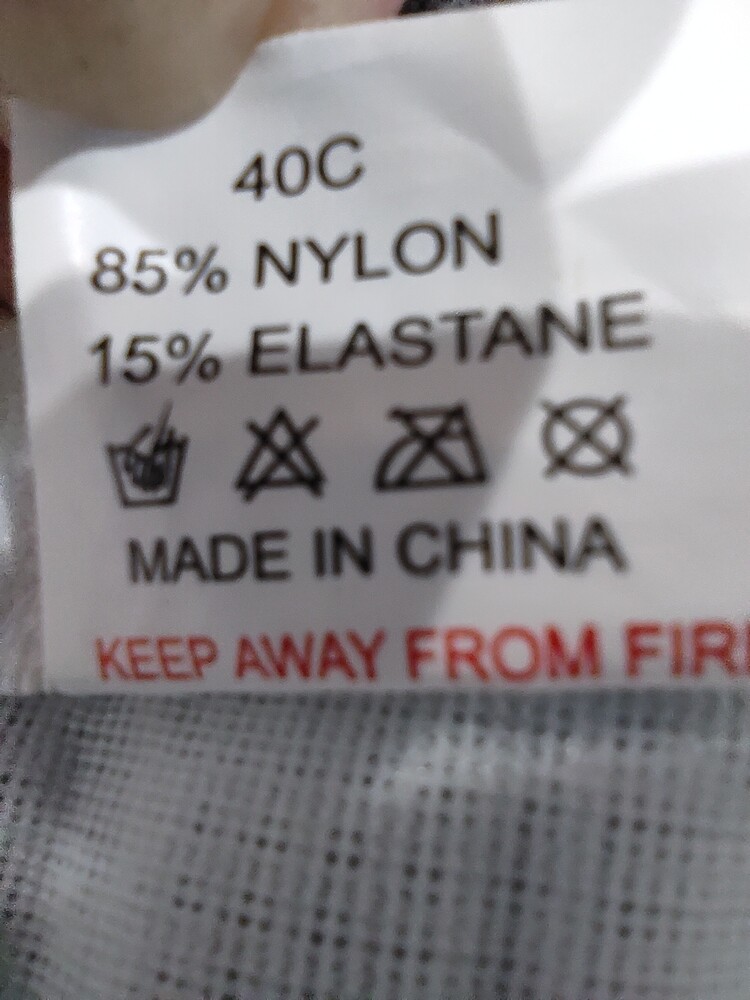 40C
85% NYLON
15% ELASTANE
MADE IN CHINA
KEEP AWAY FROM